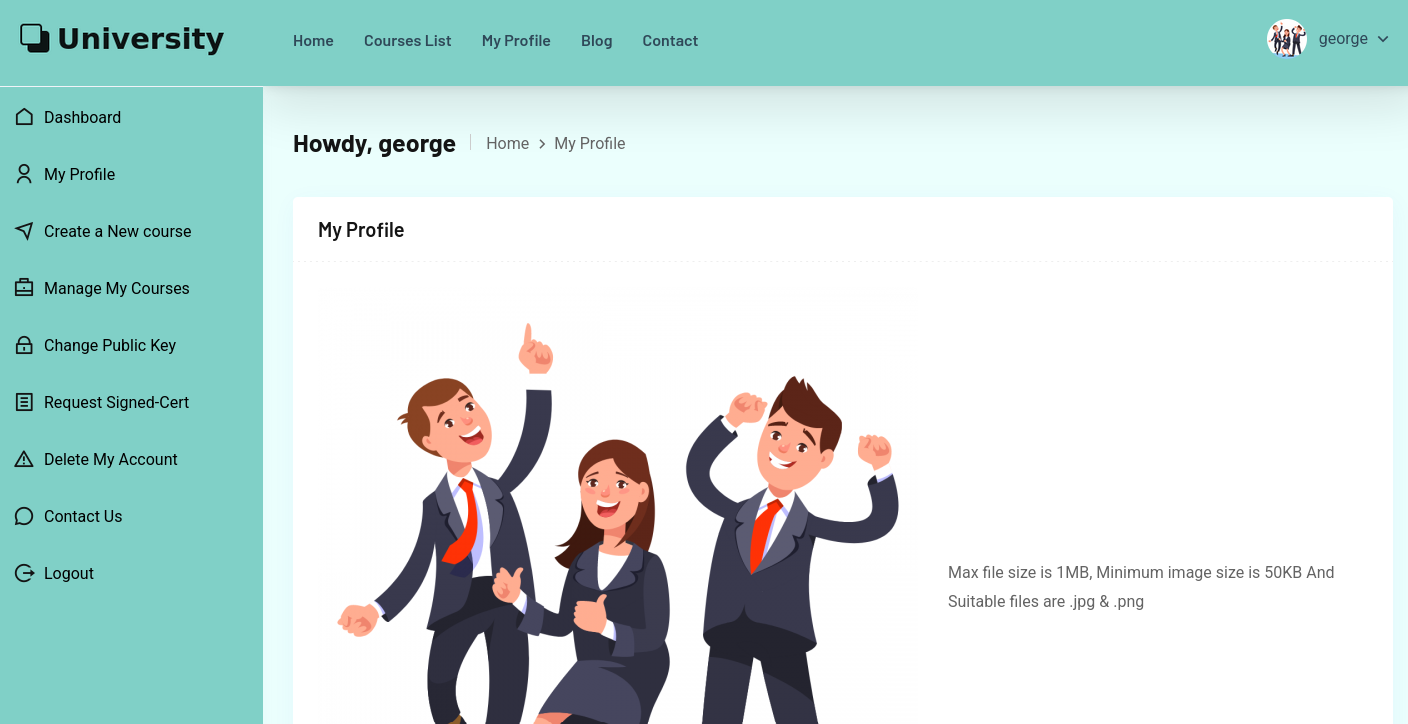 University
Home
Courses List
My Profile
Blog
Contact
george
Dashboard
My Profile
Create a New course
Manage My Courses
Change Public Key
Request Signed-Cert
Delete My Account
Contact Us
Logout
Howdy, george
Home
My Profile
My Profile
Max file size is 1MB, Minimum image size is 50KB And
Suitable files are .jpg & .png